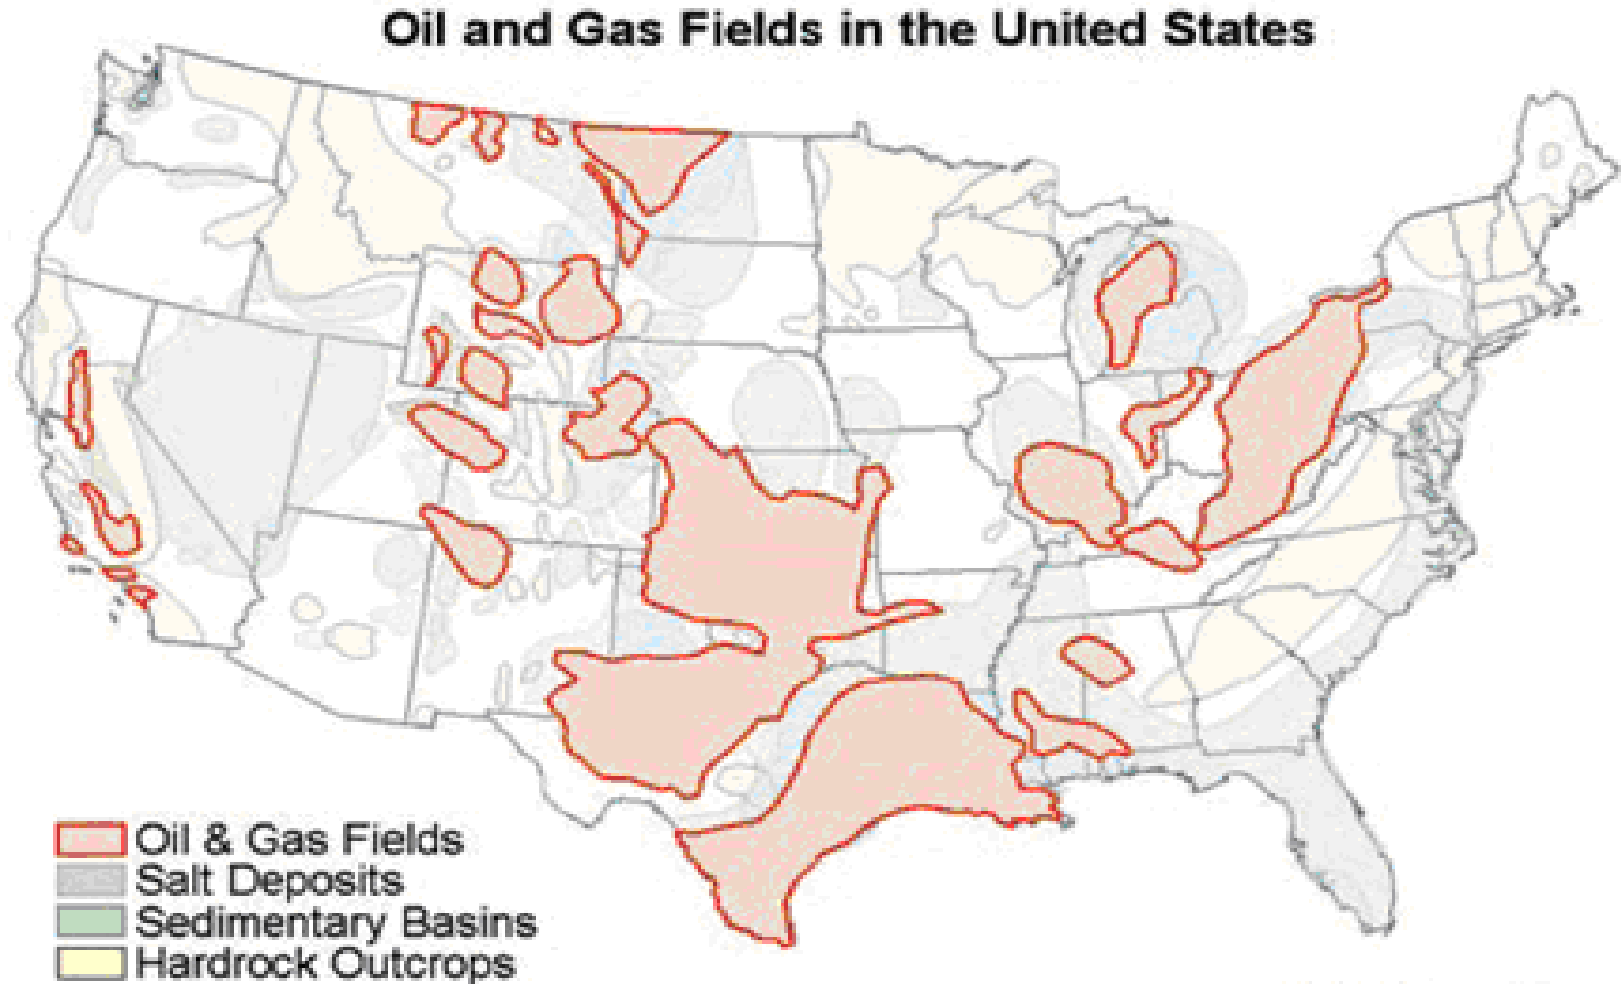 Oil and Gas Fields in the United States
Oil & Gas Fields
Salt Deposits
Sedimentary Basins
Hardrock Outcrops